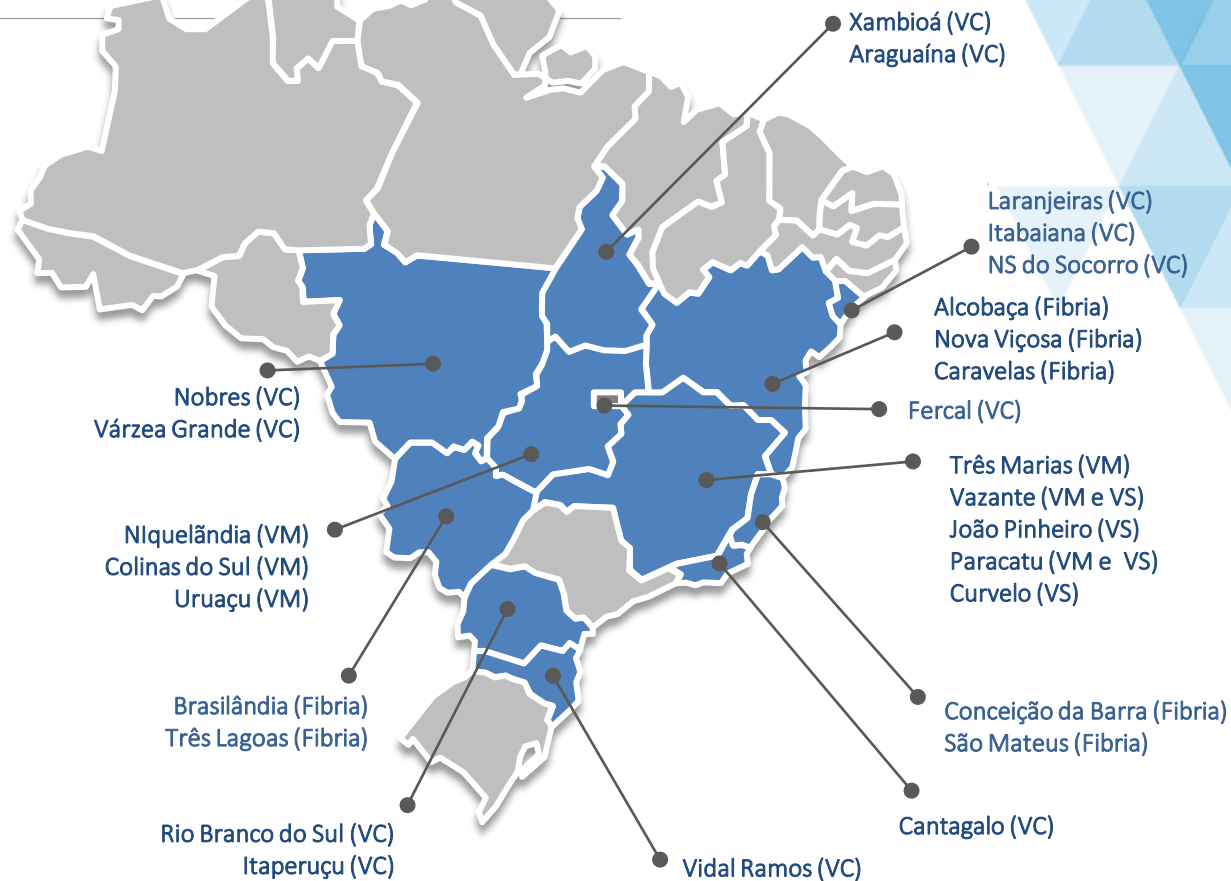 Xambioá (VC)
Araguaína (VC)
Laranjeiras (VC)
Itabaiana (VC)
NS do Socorro (VC)
Alcobaça (Fibria)
Nova Viçosa (Fibria)
Caravelas (Fibria)
Nobres (VC)
Várzea Grande (VC)
Fercal (VC)
Três Marias (VM)
Vazante (VM e VS)
João Pinheiro (VS)
Paracatu (VM e VS)
Curvelo (VS)
NIquelãndia (VM)
Colinas do Sul (VM)
Uruaçu (VM)
Brasilândia (Fibria)
Três Lagoas (Fibria)
Conceição da Barra (Fibria)
São Mateus (Fibria)
Cantagalo (VC)
Rio Branco do Sul (VC)
Itaperuçu (VC)
Vidal Ramos (VC)